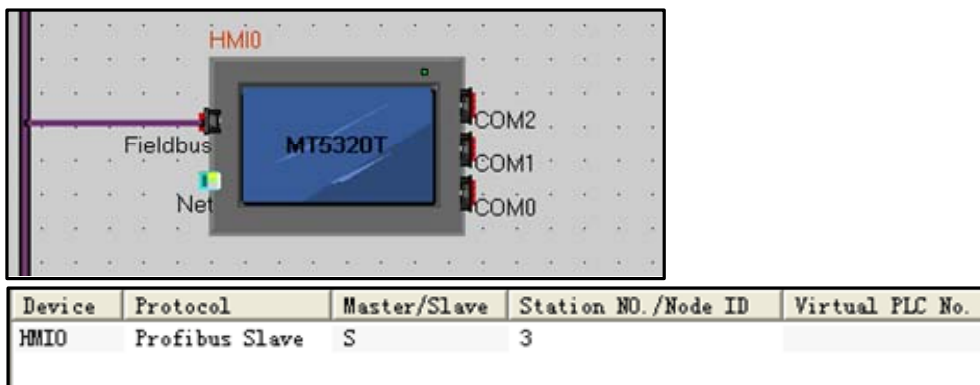 HMI0
COM2
Fieldbus
MT5320T
COM1
Net
COM0
Device Protocol Master/Slave Station NO./Node ID Virtual PLC No.
HMI0 Profibus Slave S 3